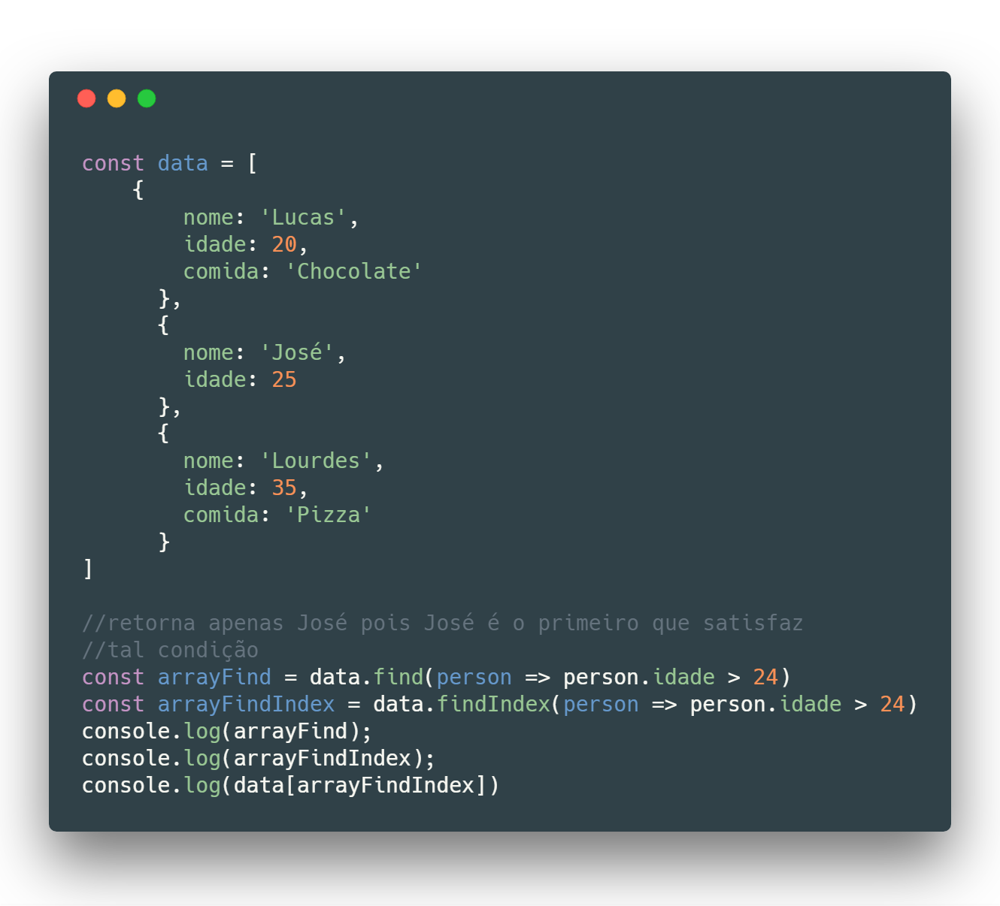 const data = [
    {
        nome: 'Lucas',
        idade: 20,
        comida: 'Chocolate'
      },
      {
        nome: 'José',
        idade: 25
      },
      {
        nome: 'Lourdes',
        idade: 35,
        comida: 'Pizza'
      }
]

//retorna apenas José pois José é o primeiro que satisfaz
//tal condição
const arrayFind = data.find(person => person.idade > 24)
const arrayFindIndex = data.findIndex(person => person.idade > 24)
console.log(arrayFind);
console.log(arrayFindIndex);
console.log(data[arrayFindIndex])